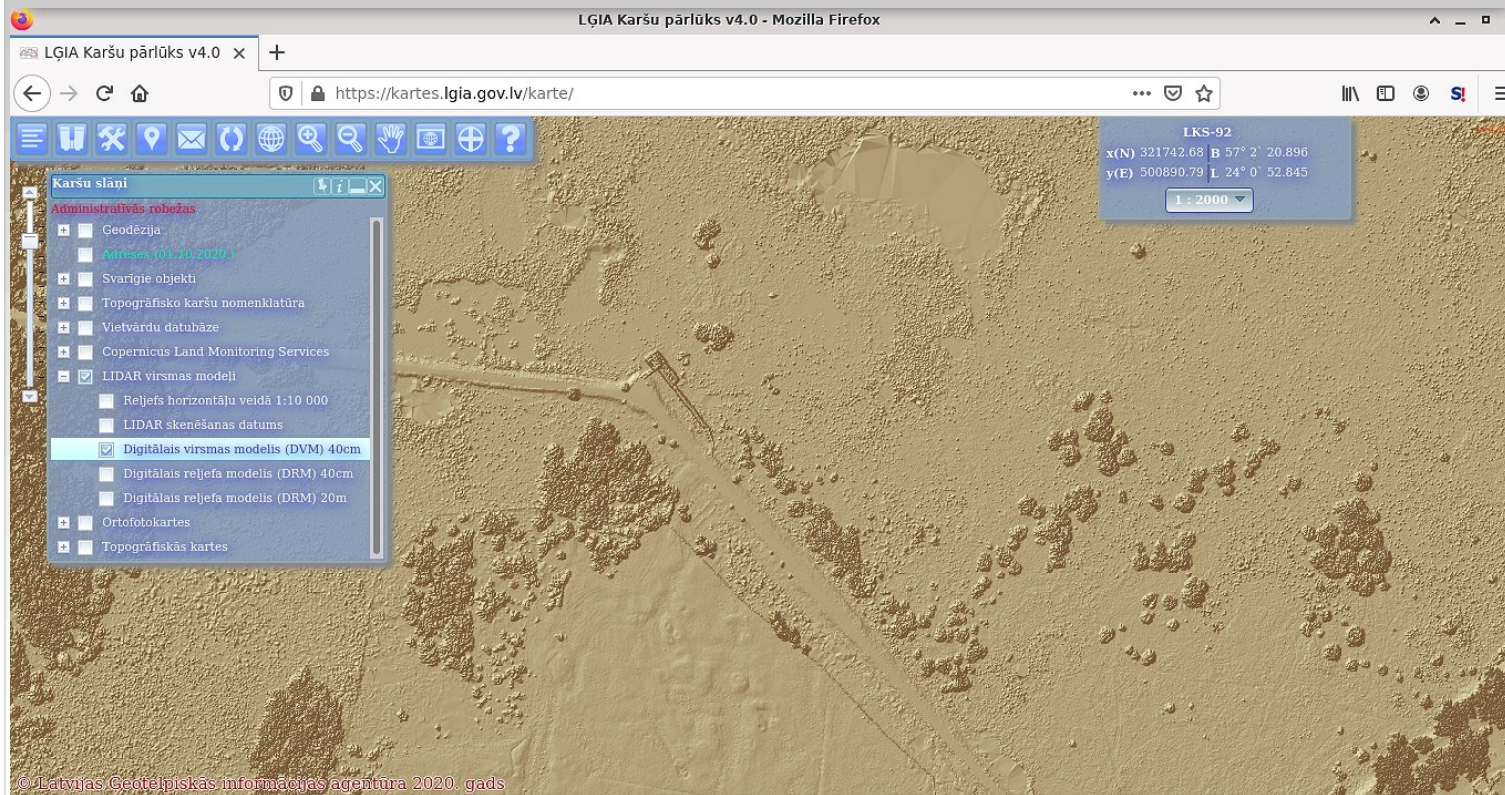 LĢIA Karšu pārlūks v4.0 - Mozilla Firefox
LĢIA Karšu pārlūks v4.0
https://kartes.lgia.gov.lv/karte/
S!
?
LKS-92
x(N) 321742.68 B 57° 2` 20.896
y(E) 500890.79 L 24° 0` 52.845
1 : 2000
Karšu slāņi
i
Administratīvās robežas
Ģeodēzija
Adreses (01.10.2020.)
Svarīgie objekti
Topogrāfisko karšu nomenklatūra
Vietvārdu datubāze
Copernicus Land Monitoring Services
LIDAR virsmas modeļi
Reljefs horizontāļu veidā 1:10 000
LIDAR skenēšanas datums
Digitālais virsmas modelis (DVM) 40cm
Digitālais reljefa modelis (DRM) 40cm
Digitālais reljefa modelis (DRM) 20m
Ortofotokartes
Topogrāfiskās kartes
© Latvijas Ģeotelpiskās informācijas aģentūra 2020. gads